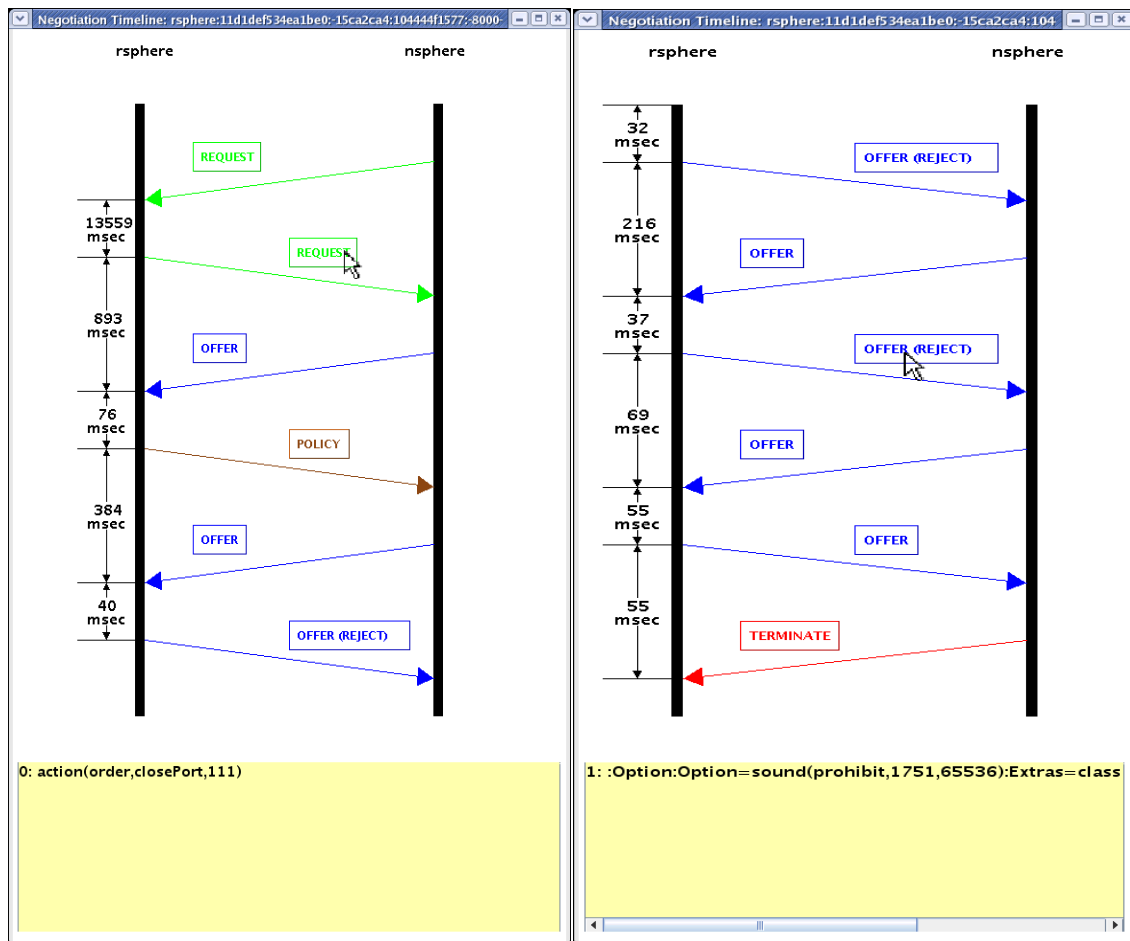 Negotiation Timeline: rsphere:11d1def534ea1be0:-15ca2ca4:104444f1577:-8000-
rsphere nsphere
REQUEST
13559
msec
REQUEST
893
msec
OFFER
76
msec
POLICY
384
msec
OFFER
40
msec
OFFER (REJECT)
0: action(order,closePort,111)
Negotiation Timeline: rsphere:11d1def534ea1be0:-15ca2ca4:104
rsphere nsphere
32
msec
OFFER (REJECT)
216
msec
OFFER
37
msec
OFFER (REJECT)
69
msec
OFFER
55
msec
OFFER
55
msec
TERMINATE
1: :Option:Option=sound(prohibit,1751,65536):Extras=class